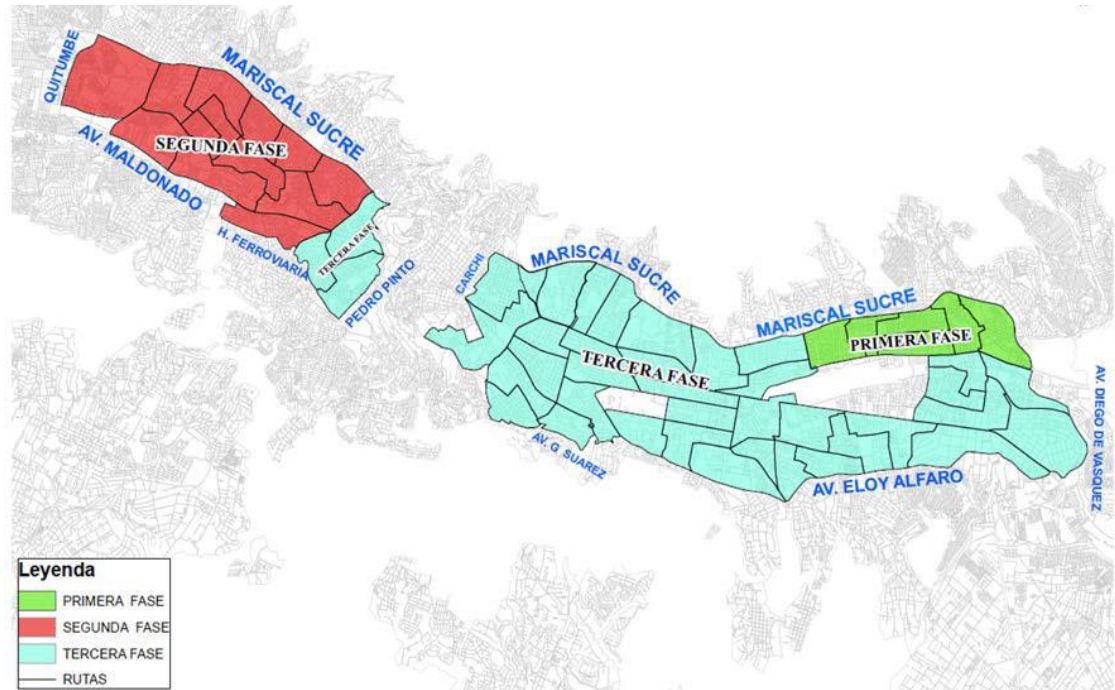 QUITUMBE
MARISCAL SUCRE
SEGUNDA FASE
AV. MALDONADO
H. FERROVIARIA
TERCERA FASE
PEDRO PINTO
CARCHI
MARISCAL SUCRE
MARISCAL SUCRE
PRIMERA FASE
TERCERA FASE
AV. DIEGO DE VASQUEZ
AV. G SUAREZ
AV. ELOY ALFARO
Leyenda
PRIMERA FASE
SEGUNDA FASE
TERCERA FASE
RUTAS